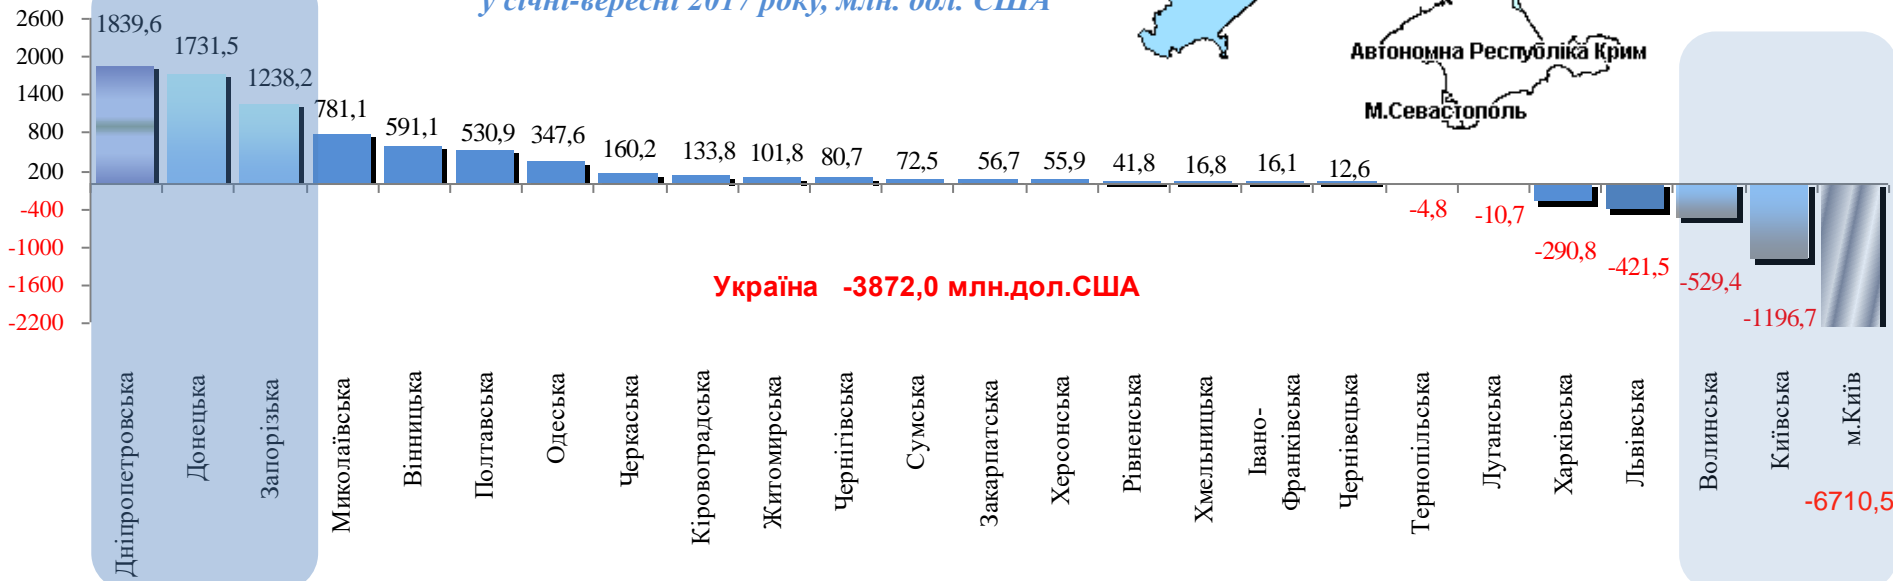 у січні-вересні 2017 року, млн. дол. США
Автономна Республіка Крим
М.Севастополь
2600
2000
1400
800
200
-400
-1000
-1600
-2200
1839,6
1731,5
1238,2
781,1
591,1
530,9
347,6
160,2
133,8
101,8
80,7
72,5
56,7
55,9
41,8
16,8
16,1
12,6
-4,8
-10,7
-290,8
-421,5
-529,4
-1196,7
-6710,5
Україна -3872,0 млн.дол.США
Дніпропетровська
Донецька
Запорізька
Миколаївська
Вінницька
Полтавська
Одеська
Черкаська
Кіровоградська
Житомирська
Чернігівська
Сумська
Закарпатська
Херсонська
Рівненська
Хмельницька
Івано-
Франківська
Чернівецька
Тернопільська
Луганська
Харківська
Львівська
Волинська
Київська
м.Київ